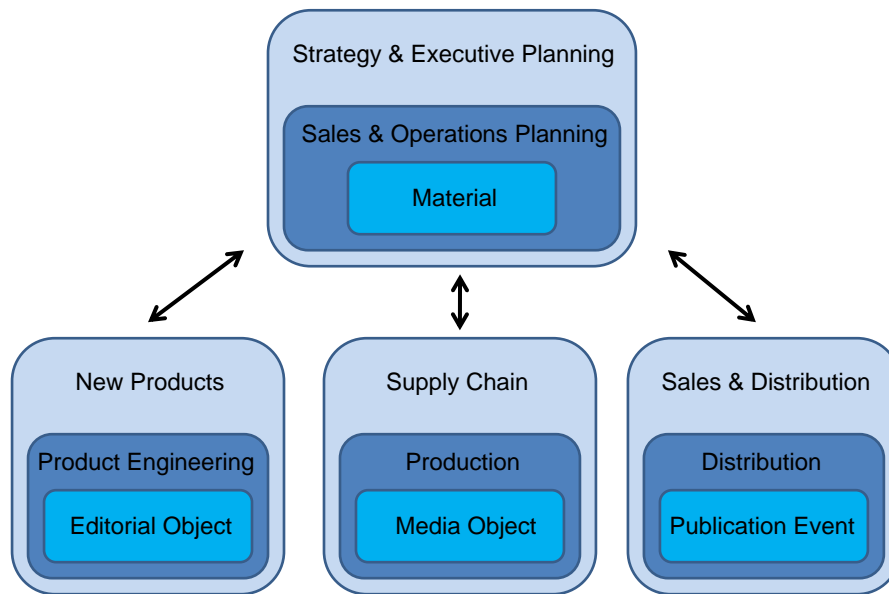 Strategy & Executive Planning
Sales & Operations Planning
Material
New Products
Product Engineering
Editorial Object
Supply Chain
Production
Media Object
Sales & Distribution
Distribution
Publication Event